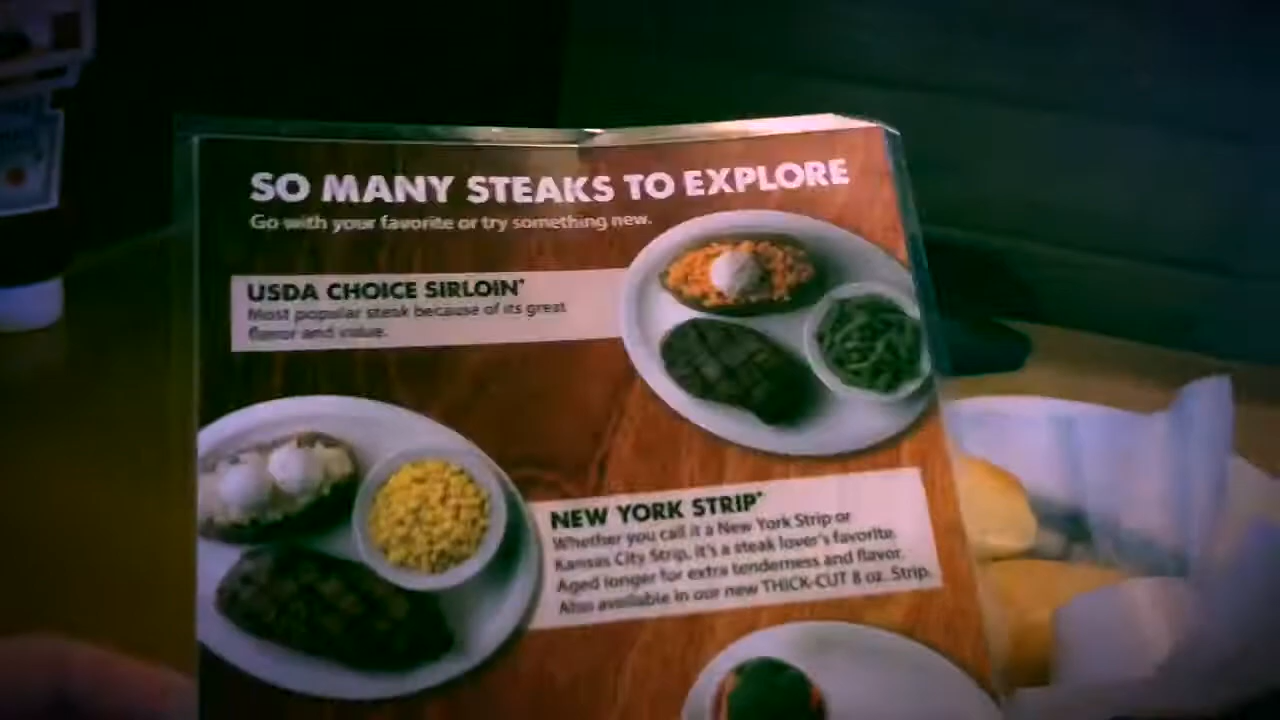 SO MANY STEAKS TO EXPLORE
Go with your favorite or try something new.
USDA CHOICE SIRLOIN*
Most popular steak because of its great
flavor and value.
NEW YORK STRIP*
Whether you call it a New York Strip or
Kansas City Strip, it's a steak lover's favorite.
Aged longer for extra tenderness and flavor.
Also available in our new THICK-CUT 8 oz. Strip.